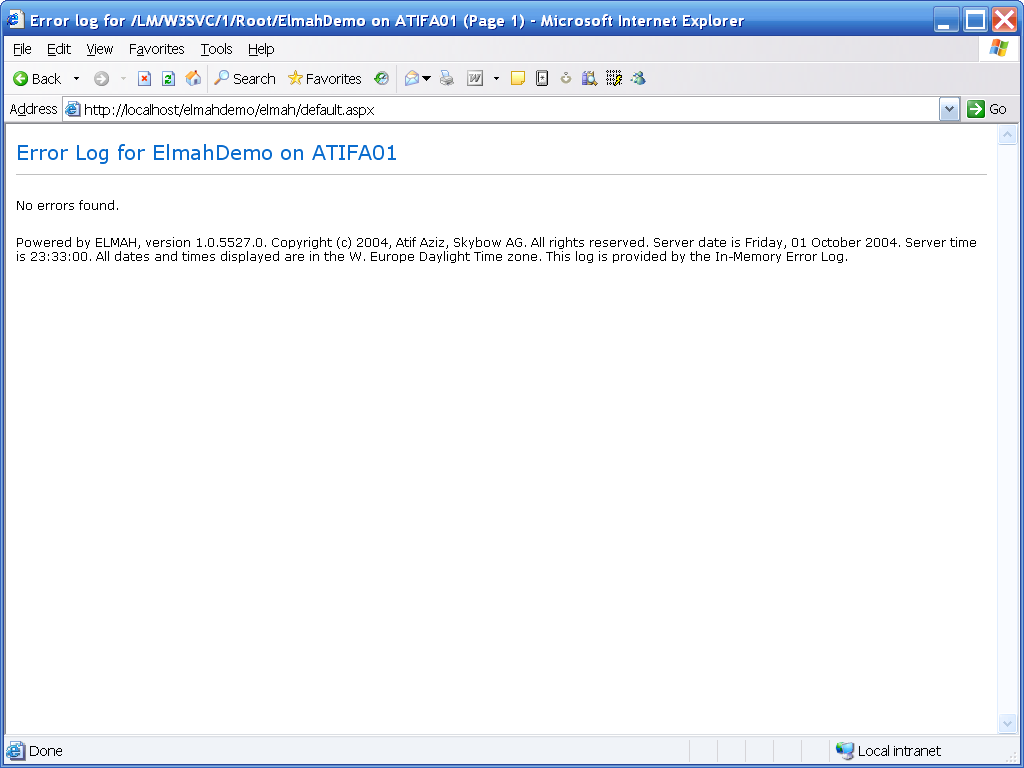 Error log for /LM/W3SVC/1/Root/ElmahDemo on ATIFA01 (Page 1) - Microsoft Internet Explorer
File Edit View Favorites Tools Help
Back Search Favorites
Address http://localhost/elmahdemo/elmah/default.aspx Go
Error Log for ElmahDemo on ATIFA01
No errors found.
Powered by ELMAH, version 1.0.5527.0. Copyright (c) 2004, Atif Aziz, Skybow AG. All rights reserved. Server date is Friday, 01 October 2004. Server time
is 23:33:00. All dates and times displayed are in the W. Europe Daylight Time zone. This log is provided by the In-Memory Error Log.
Done Local intranet